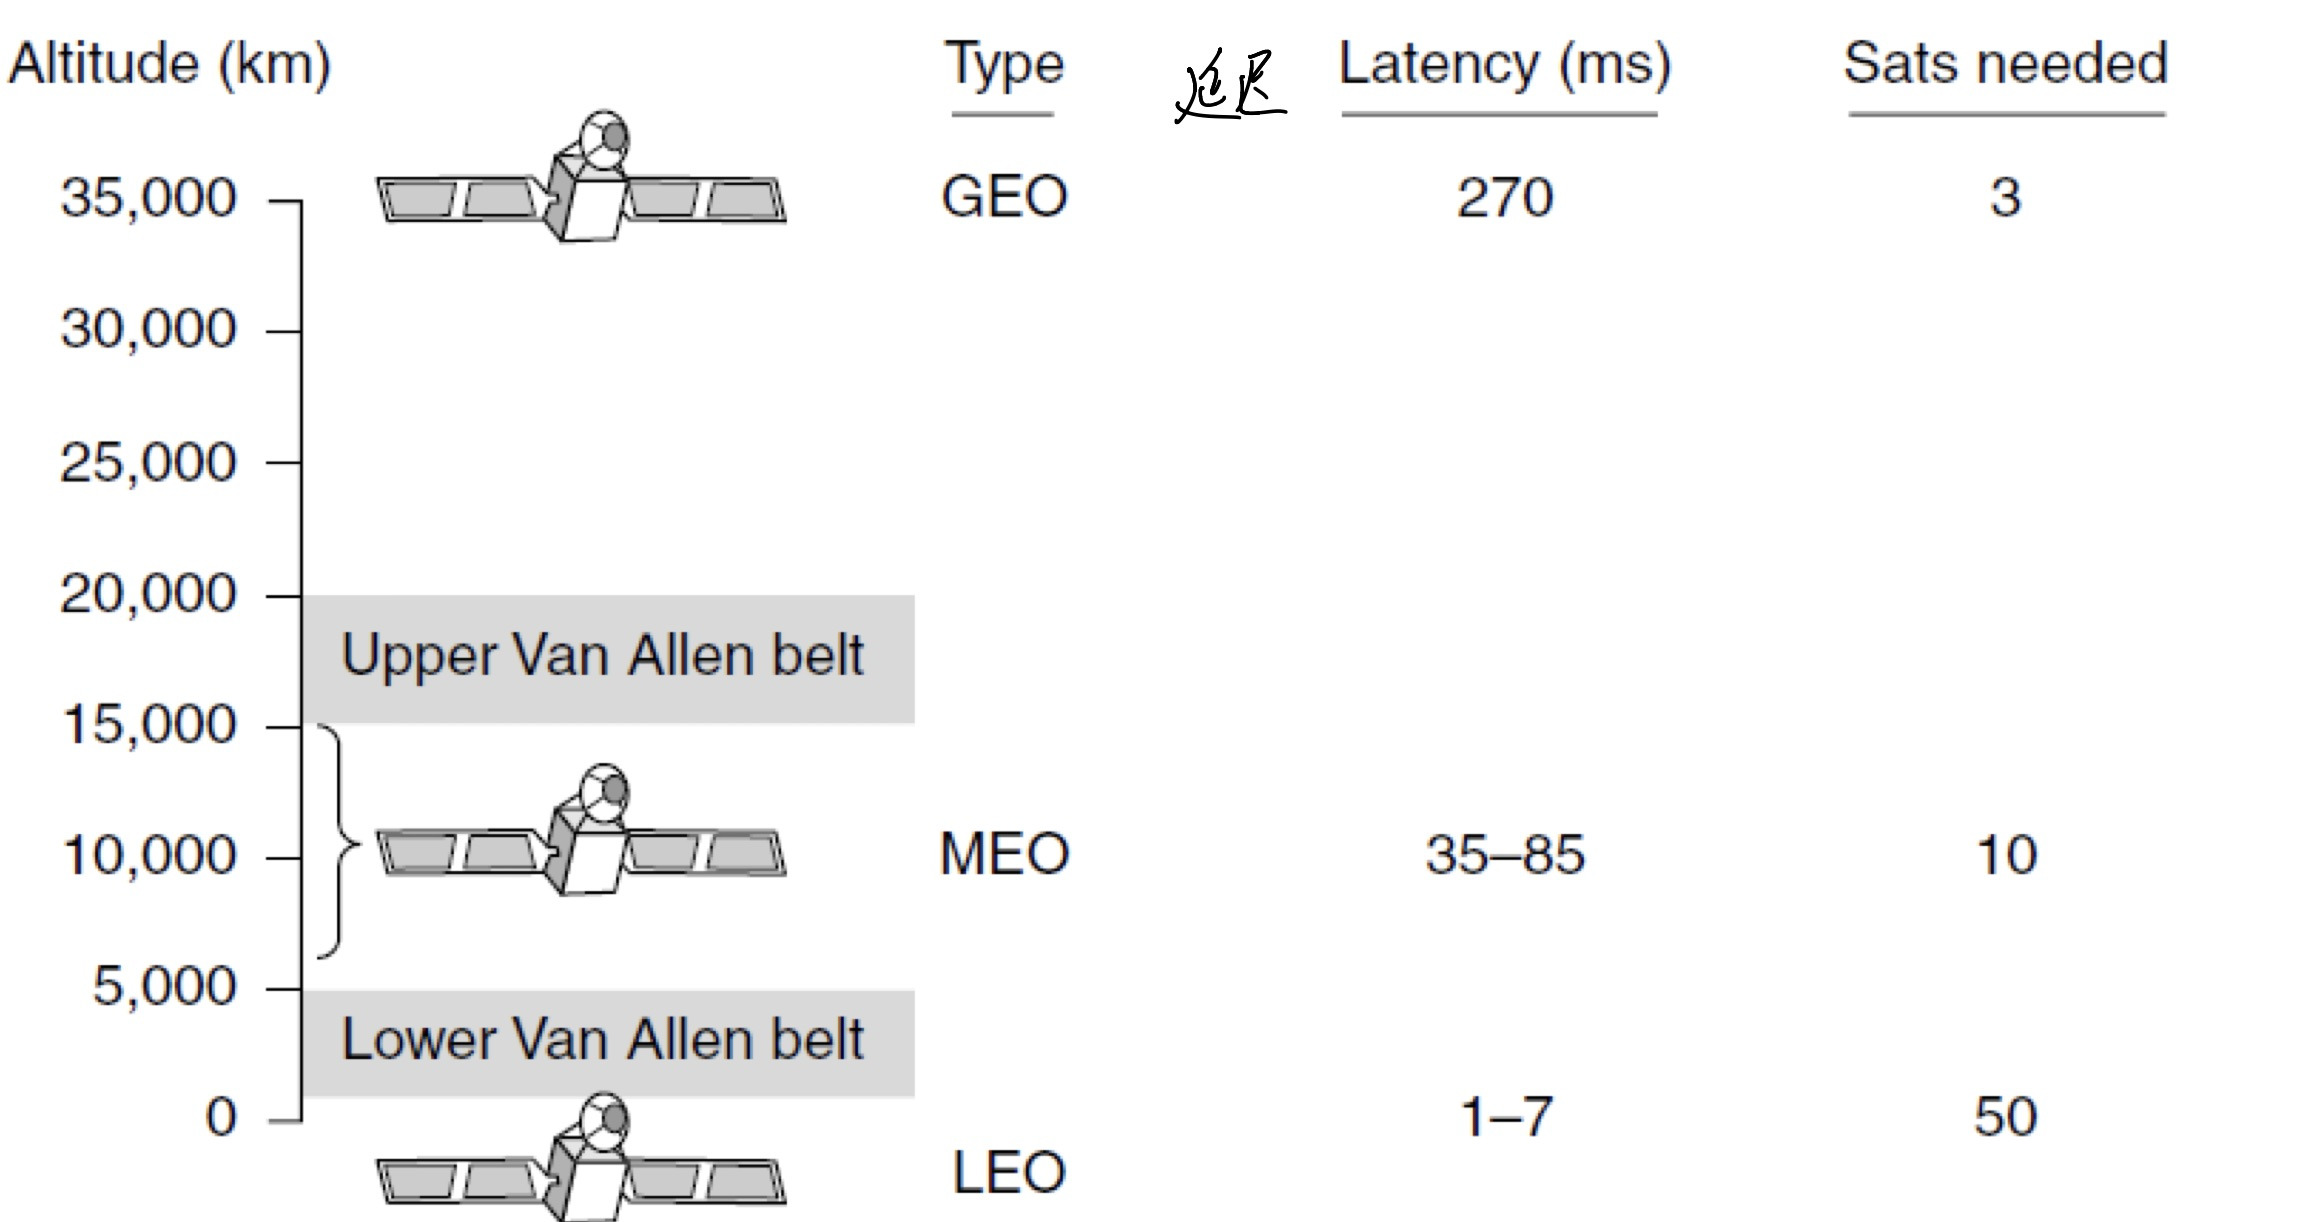 Altitude (km) Type 延迟 Latency (ms) Sats needed
35,000 GEO 270 3
30,000
25,000
20,000
Upper Van Allen belt
15,000
10,000 MEO 35–85 10
5,000
Lower Van Allen belt
0 1–7 50
LEO